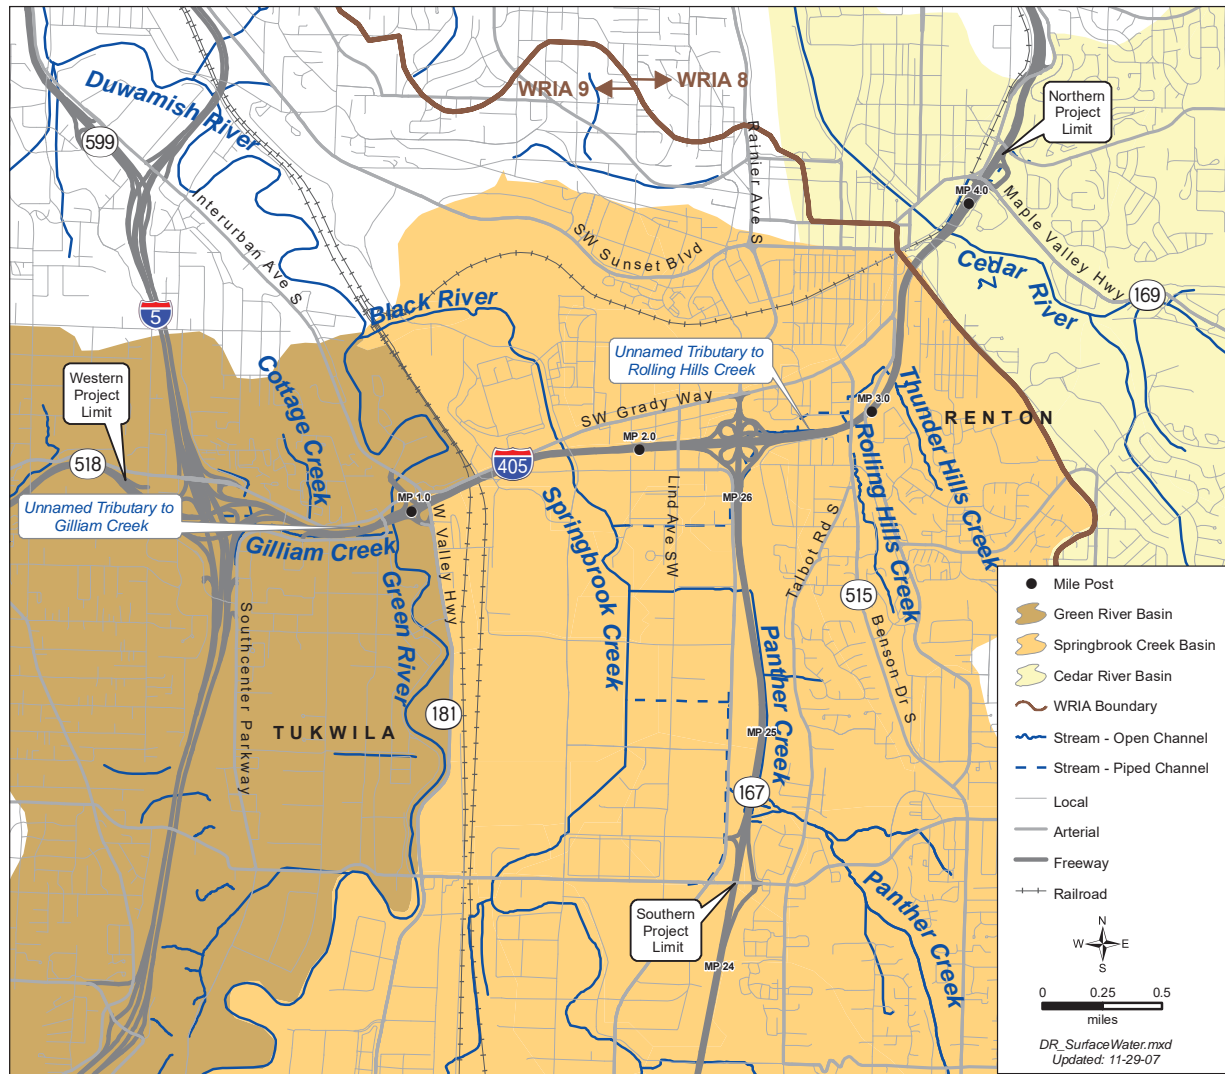 Duwamish River
599
Interurban Ave S
5
WRIA 9
WRIA 8
Rainier Ave S
Northern
Project
Limit
MP 4.0
Maple Valley Hwy
Cedar
River
169
SW Sunset Blvd
Black River
Unnamed Tributary to
Rolling Hills Creek
Western
Project
Limit
Cottage Creek
518
Unnamed Tributary to
Gilliam Creek
Gilliam Creek
MP 1.0
W Valley Hwy
Green River
405
SW Grady Way
MP 2.0
MP 3.0
Thunder Hills Creek
RENTON
Rolling Hills Creek
Springbrook Creek
Lind Ave SW
MP 26
Talbot Rd S
515
Benson Dr S
Southcenter Parkway
TUKWILA
181
Panther Creek
MP 25
167
Panther Creek
Southern
Project
Limit
MP 24
Mile Post
Green River Basin
Springbrook Creek Basin
Cedar River Basin
WRIA Boundary
Stream - Open Channel
Stream - Piped Channel
Local
Arterial
Freeway
Railroad
N
W E
S
0 0.25 0.5
miles
DR_SurfaceWater.mxd
Updated: 11-29-07